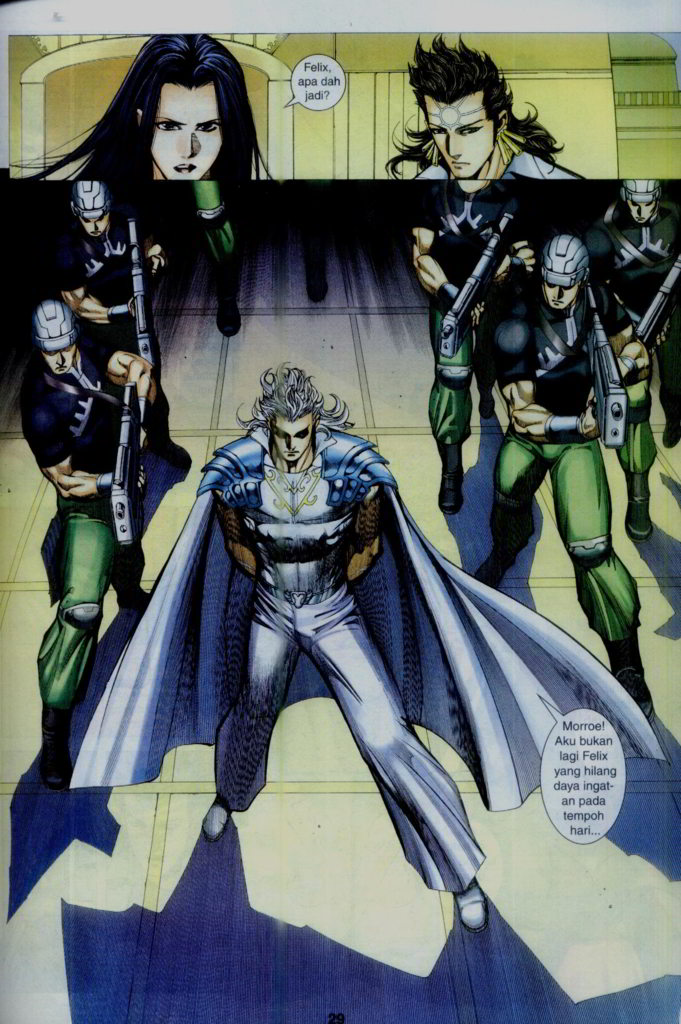 Felix,
apa dah
jadi?
Morroe!
Aku bukan
lagi Felix
yang hilang
daya ingat-
an pada
tempoh
hari...
29